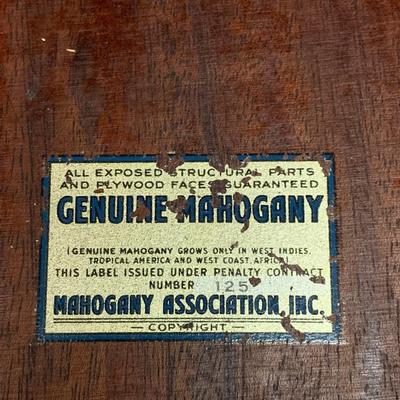 ALL EXPOSED STRUCTURAL PARTS
AND PLYWOOD FACES GUARANTEED
GENUINE MAHOGANY
(GENUINE MAHOGANY GROWS ONLY IN WEST INDIES,
TROPICAL AMERICA AND WEST COAST, AFRICA)
THIS LABEL ISSUED UNDER PENALTY CONTRACT
NUMBER 125
MAHOGANY ASSOCIATION, INC.
— COPYRIGHT —